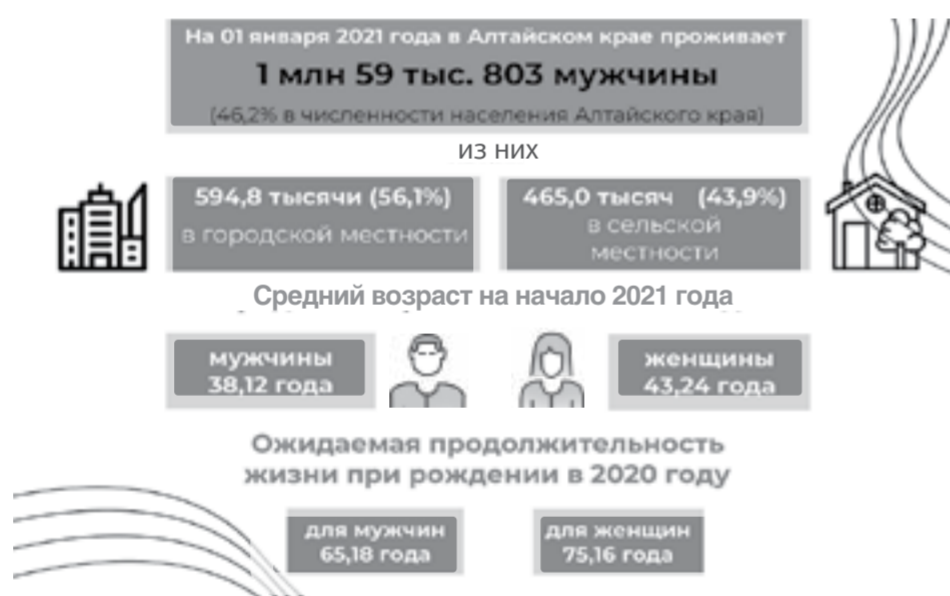 На 01 января 2021 года в Алтайском крае проживает
1 млн 59 тыс. 803 мужчины
(46,2% в численности населения Алтайского края)
из них
594,8 тысячи (56,1%)
в городской местности
465,0 тысяч (43,9%)
в сельской
местности
Средний возраст на начало 2021 года
мужчины
38,12 года
женщины
43,24 года
Ожидаемая продолжительность
жизни при рождении в 2020 году
для мужчин
65,18 года
для женщин
75,16 года